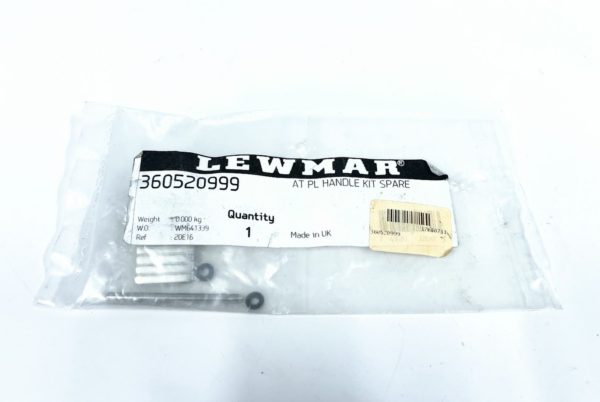 LEWMAR®
360520999
AT PL HANDLE KIT SPARE
Weight : 0.000 kg
W.O. : WM641339
Ref : 20E16
Quantity
1
Made in UK
360520999